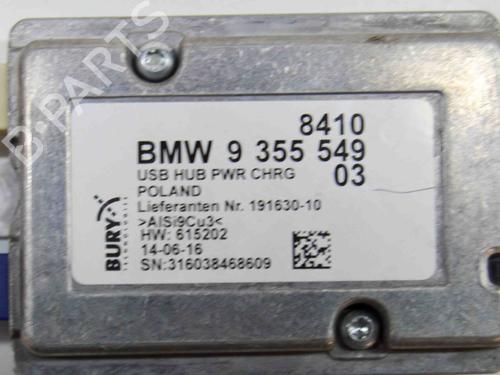 B-PARTS
8410
BMW 9 355 549
USB HUB PWR CHRG 03
POLAND
Lieferanten Nr. 191630-10
>AlSi9Cu3<
HW: 615202
14-06-16
SN:316038468609
BURY
TECHNOLOGIES